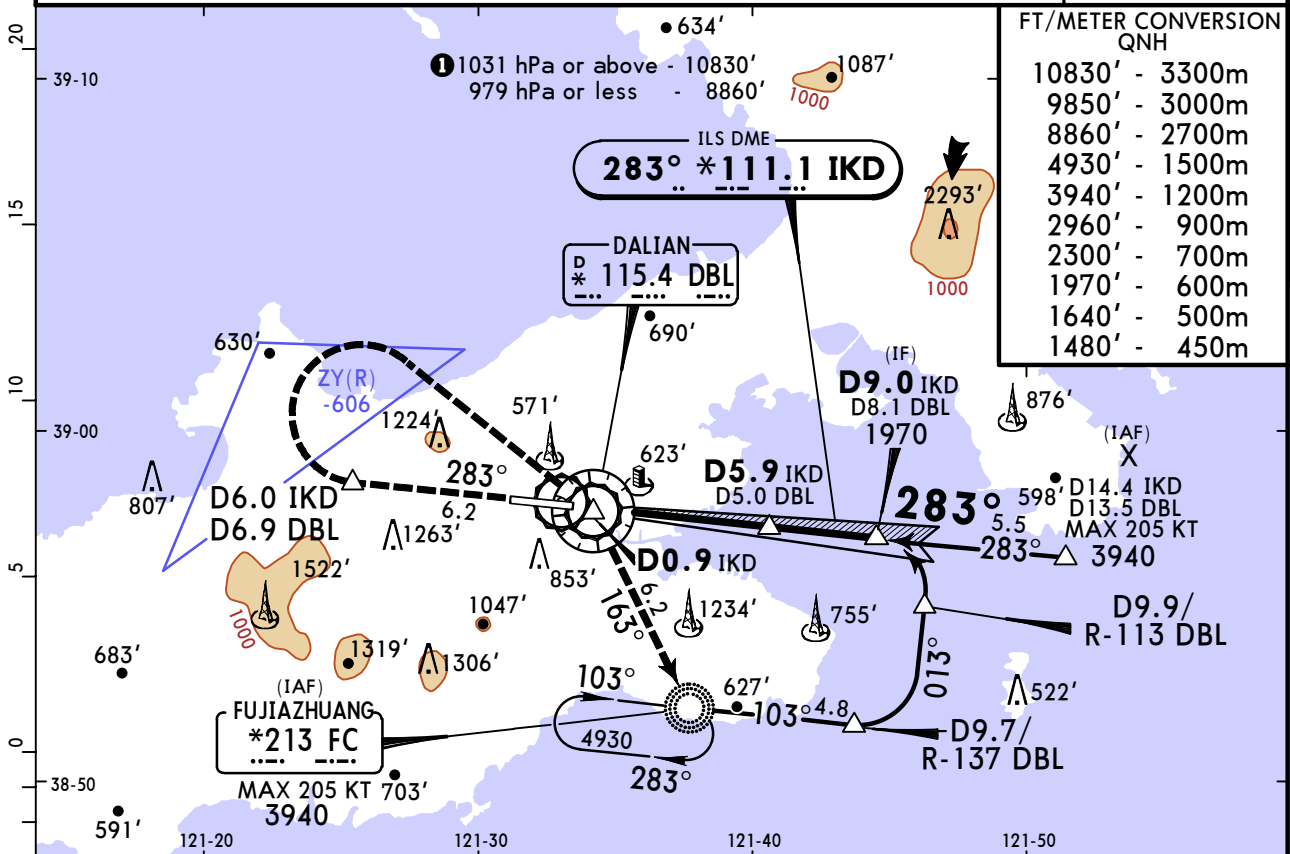 FT/METER CONVERSION
QNH
10830' - 3300m
9850' - 3000m
8860' - 2700m
4930' - 1500m
3940' - 1200m
2960' - 900m
2300' - 700m
1970' - 600m
1640' - 500m
1480' - 450m
20
634'
39-10
1 1031 hPa or above - 10830'
979 hPa or less - 8860'
1087'
1000
ILS DME
283° *111.1 IKD
2293'
1000
15
DALIAN
D
* 115.4 DBL
690'
630'
ZY(R)
-606
(IF)
D9.0 IKD
D8.1 DBL
1970
10
39-00
1224'
571'
623'
876'
(IAF)
X
D14.4 IKD
D13.5 DBL
MAX 205 KT
3940
598'
807'
D6.0 IKD
D6.9 DBL
283°
6.2
D5.9 IKD
D5.0 DBL
283°
5.5
283°
1263'
853'
D0.9 IKD
5
1522'
1000
1047'
6.2
163°
1234'
755'
D9.9/
R-113 DBL
683'
1319'
1306'
013°
522'
(IAF)
FUJIAZHUANG
*213 FC
MAX 205 KT
3940
103°
4930
283°
627'
103°
4.8
D9.7/
R-137 DBL
0
38-50
703'
591'
121-20
121-30
121-40
121-50